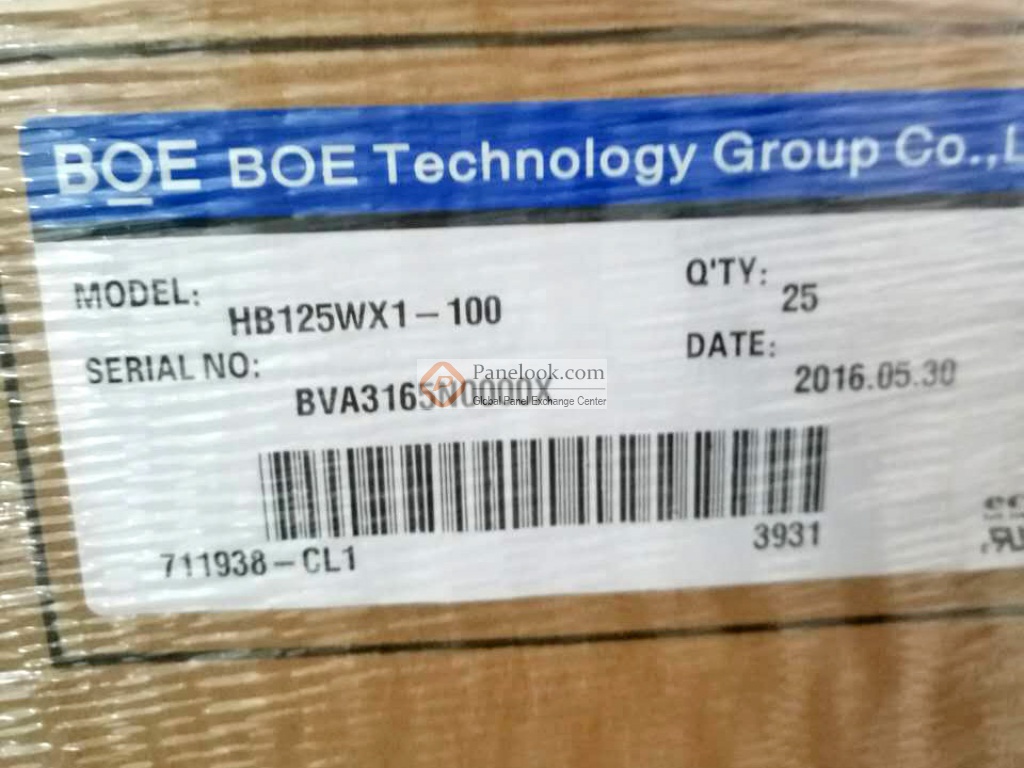 BOE BOE Technology Group Co.,L
MODEL: HB125WX1-100
Q'TY: 25
SERIAL NO: BVA3165N0000X
DATE: 2016.05.30
Panelook.com
Global Panel Exchange Center
711938-CL1
3931